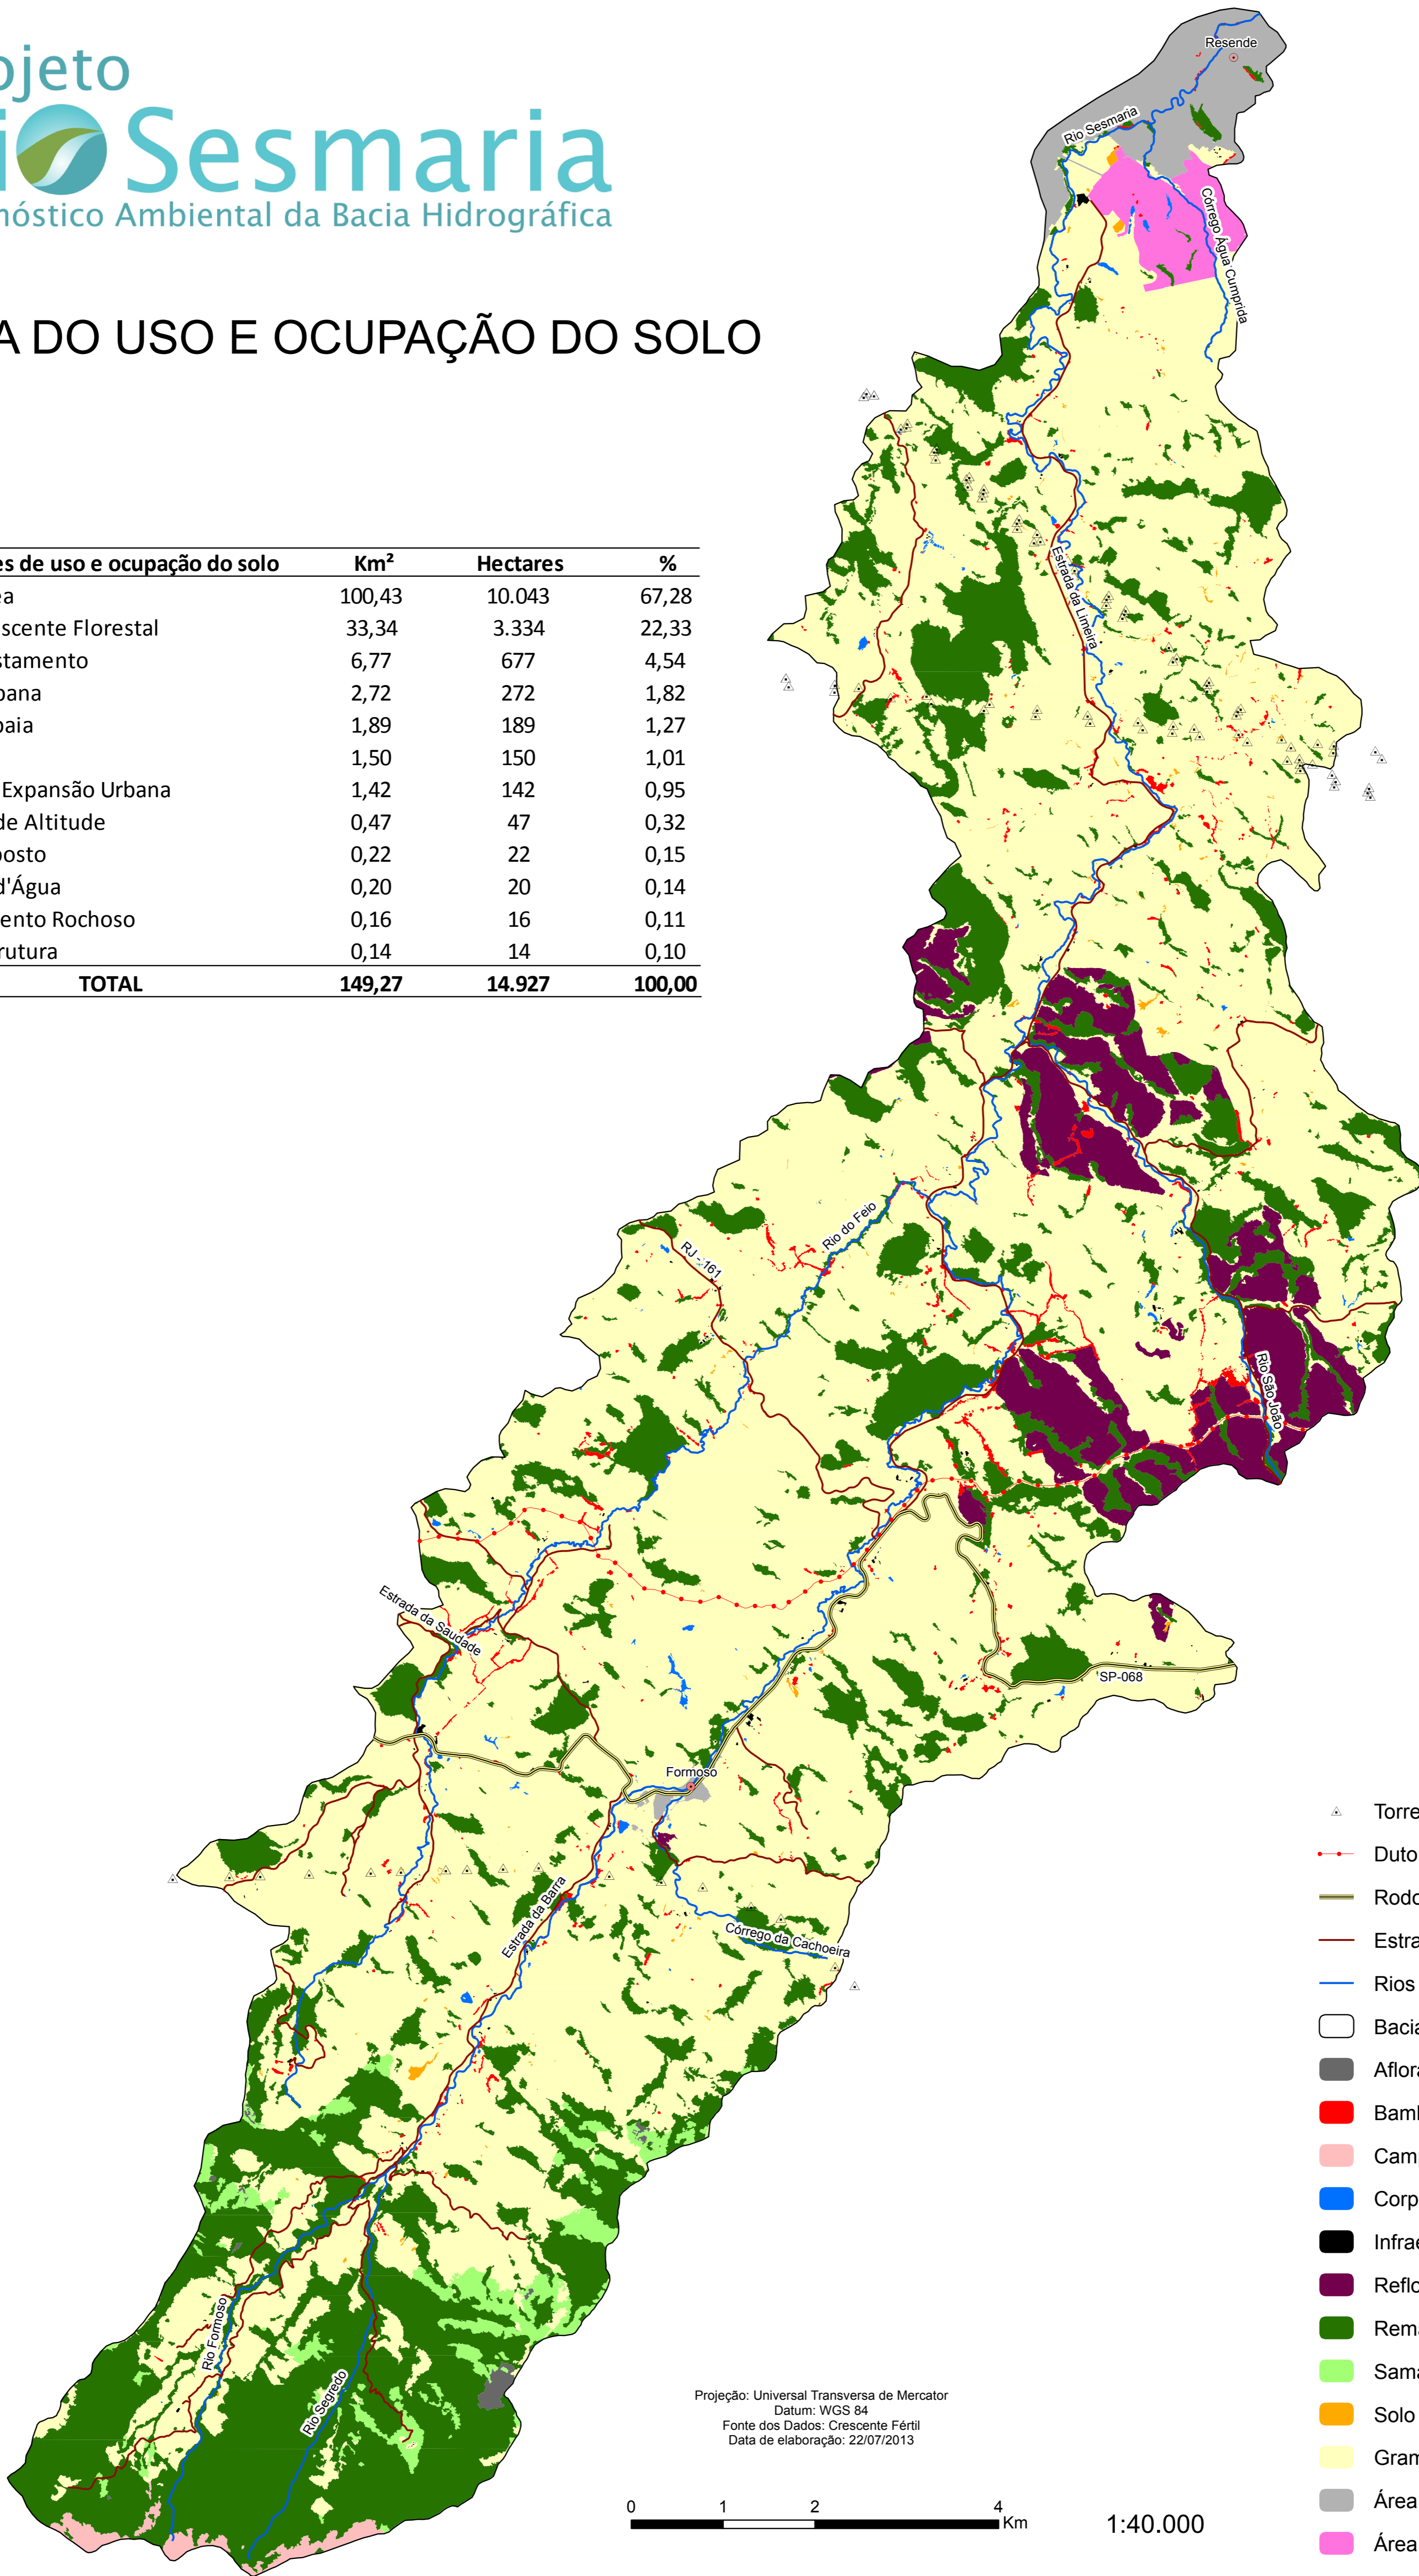 ojeto
io Sesmaria
nóstico Ambiental da Bacia Hidrográfica
A DO USO E OCUPAÇÃO DO SOLO
es de uso e ocupação do solo Km² Hectares %
ea 100,43 10.043 67,28
escente Florestal 33,34 3.334 22,33
stamento 6,77 677 4,54
bana 2,72 272 1,82
baia 1,89 189 1,27
1,50 150 1,01
Expansão Urbana 1,42 142 0,95
de Altitude 0,47 47 0,32
posto 0,22 22 0,15
d'Água 0,20 20 0,14
ento Rochoso 0,16 16 0,11
rutura 0,14 14 0,10
TOTAL 149,27 14.927 100,00
Resende
Rio Sesmaria
Córrego Água Cumprida
Estrada da Limeira
Rio do Feio
RJ - 161
Rio São João
Estrada da Saudade
SP-068
Formoso
Estrada da Barra
Córrego da Cachoeira
Rio Formoso
Rio Segredo
Torre
Duto
Rodo
Estra
Rios
Bacia
Aflora
Bamb
Cam
Corp
Infrae
Reflo
Rema
Sama
Solo
Gram
Área
Área
Projeção: Universal Transversa de Mercator
Datum: WGS 84
Fonte dos Dados: Crescente Fértil
Data de elaboração: 22/07/2013
0 1 2 4
Km
1:40.000